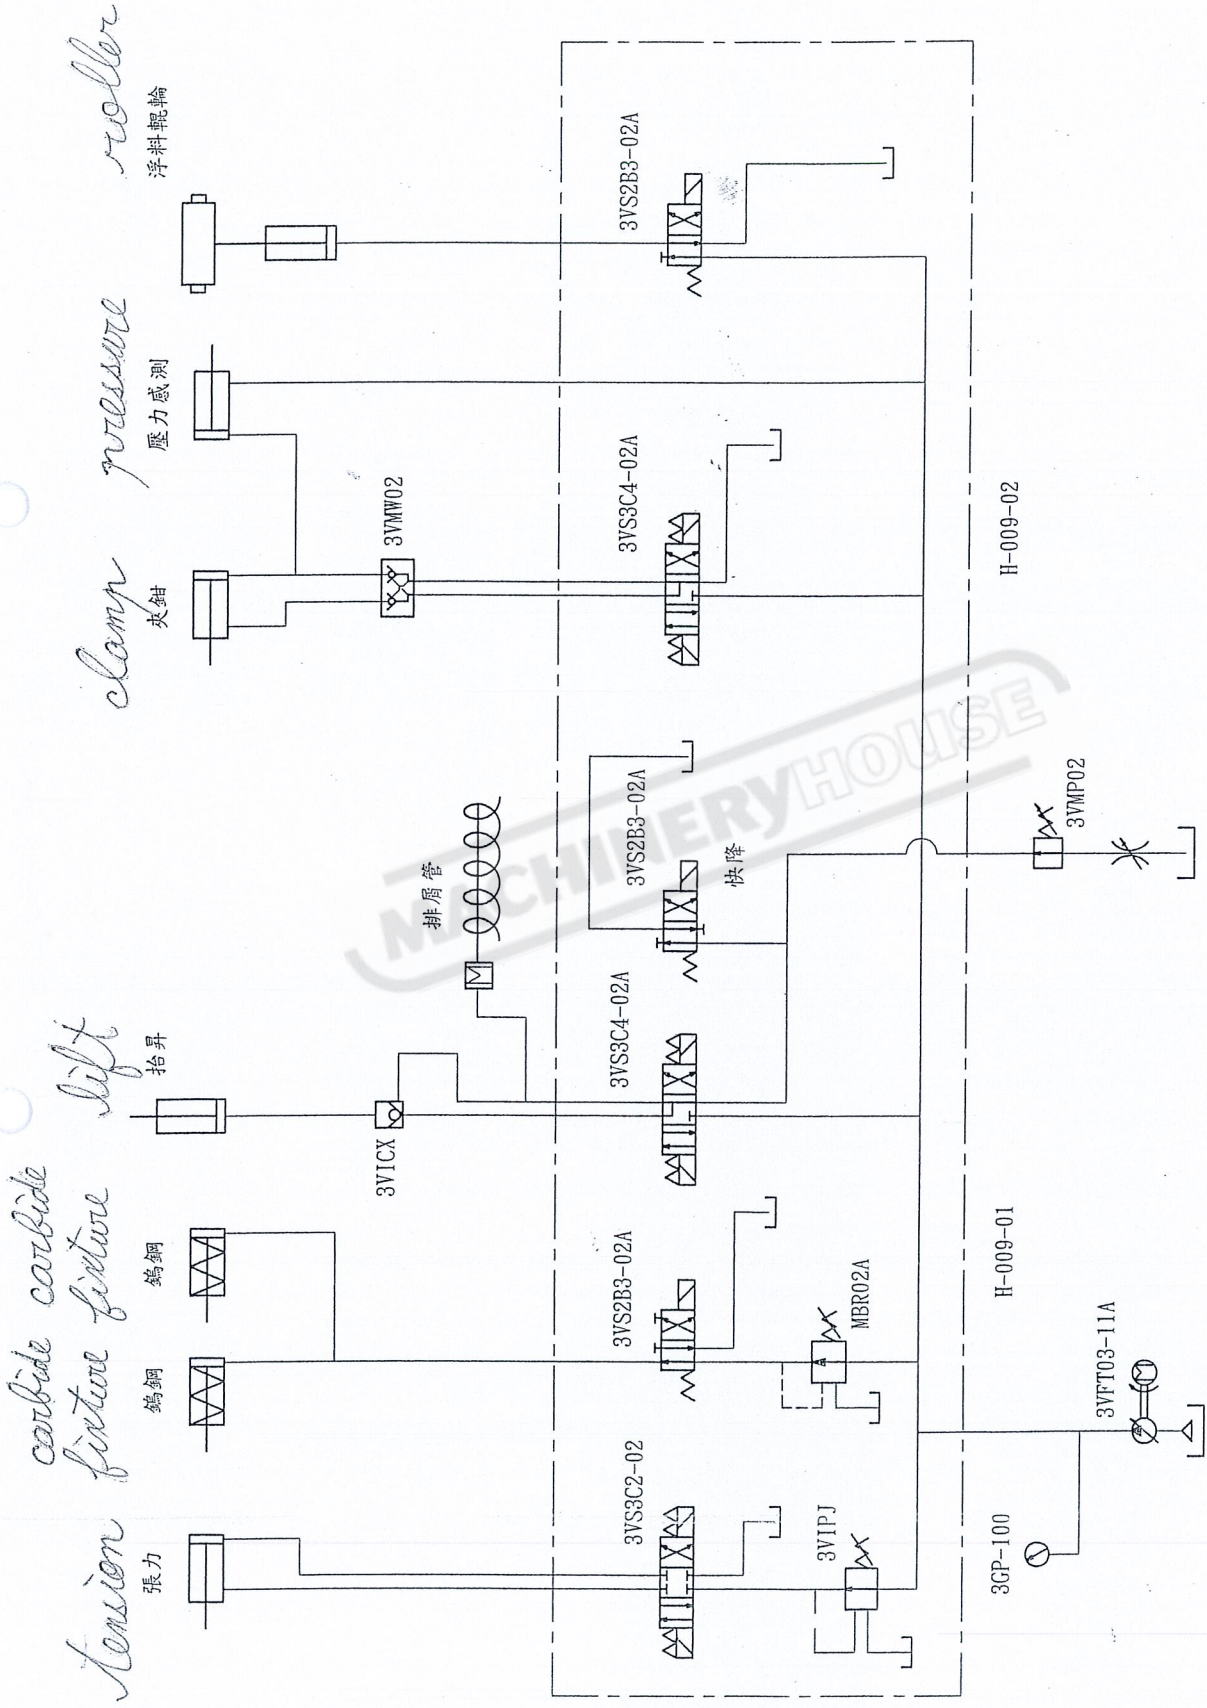 tension
張力
carbide
fixture
鎢鋼
carbide
fixture
鎢鋼
lift
抬昇
clamp
夾鉗
pressure
壓力感測
roller
浮料輥輪
排屑管
3VICX
3VMW02
3VS3C2-02
3VS2B3-02A
3VS3C4-02A
3VS2B3-02A
快降
3VS3C4-02A
3VS2B3-02A
3VIPJ
MBR02A
H-009-01
H-009-02
3GP-100
3VFT03-11A
M
M
3VMP02
MACHINERYHOUSE